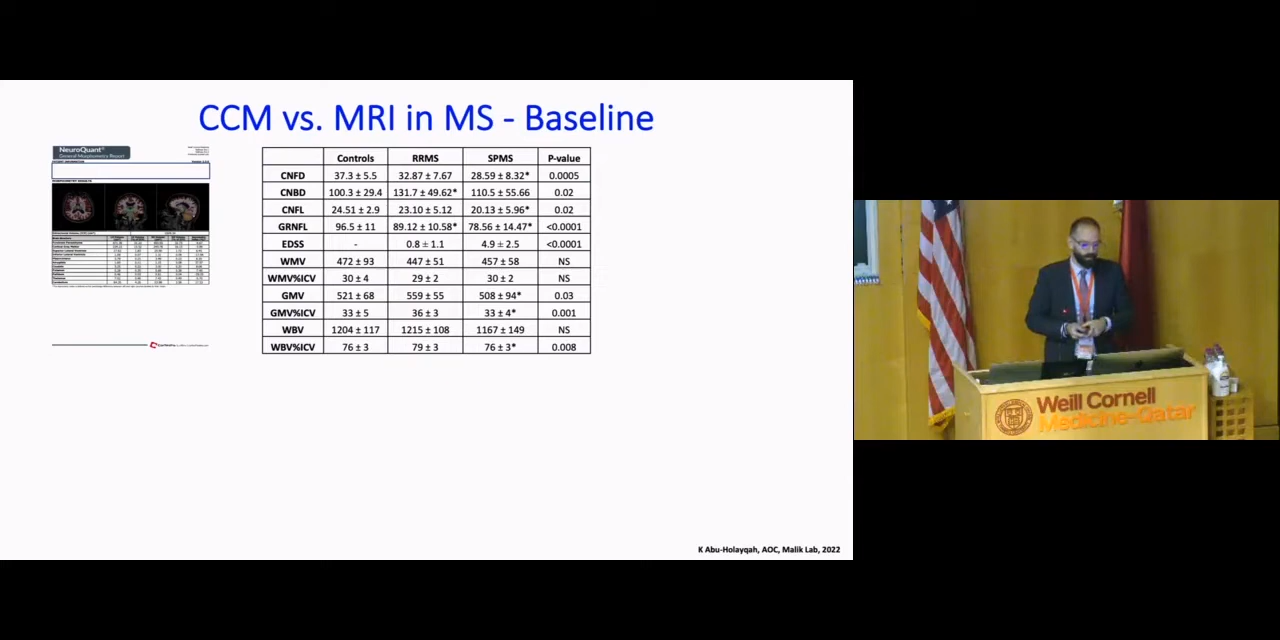 CCM vs. MRI in MS - Baseline
NeuroQuant®
General Morphometry Report
Controls RRMS SPMS P-value
CNFD 37.3 ± 5.5 32.87 ± 7.67 28.59 ± 8.32* 0.0005
CNBD 100.3 ± 29.4 131.7 ± 49.62* 110.5 ± 55.66 0.02
CNFL 24.51 ± 2.9 23.10 ± 5.12 20.13 ± 5.96* 0.02
GRNFL 96.5 ± 11 89.12 ± 10.58* 78.56 ± 14.47* <0.0001
EDSS - 0.8 ± 1.1 4.9 ± 2.5 <0.0001
WMV 472 ± 93 447 ± 51 457 ± 58 NS
WMV%ICV 30 ± 4 29 ± 2 30 ± 2 NS
GMV 521 ± 68 559 ± 55 508 ± 94* 0.03
GMV%ICV 33 ± 5 36 ± 3 33 ± 4* 0.001
WBV 1204 ± 117 1215 ± 108 1167 ± 149 NS
WBV%ICV 76 ± 3 79 ± 3 76 ± 3* 0.008
K Abu-Holayqah, AOC, Malik Lab, 2022
Weill Cornell
Medicine-Qatar